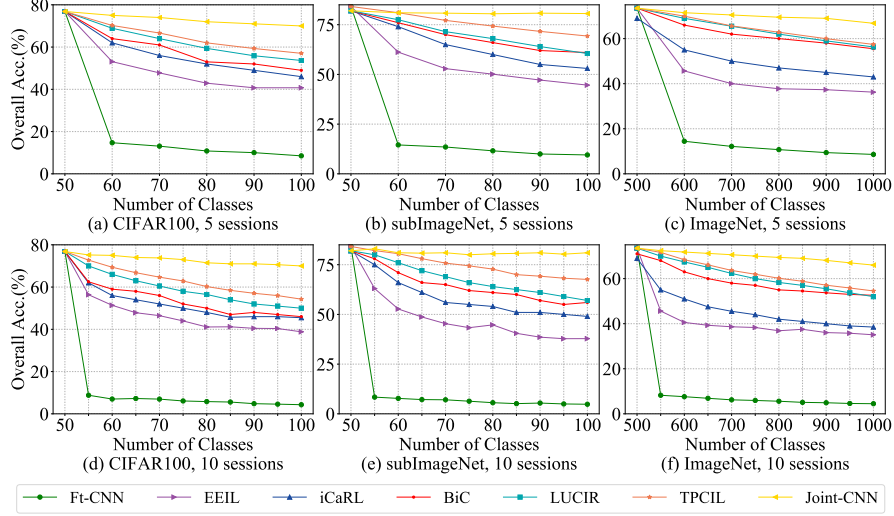 Overall Acc.(%)
80
60
40
20
0
50 60 70 80 90 100
Number of Classes
(a) CIFAR100, 5 sessions
75
50
25
0
50 60 70 80 90 100
Number of Classes
(b) subImageNet, 5 sessions
60
40
20
500 600 700 800 900 1000
Number of Classes
(c) ImageNet, 5 sessions
Overall Acc.(%)
80
60
40
20
0
50 60 70 80 90 100
Number of Classes
(d) CIFAR100, 10 sessions
75
50
25
0
50 60 70 80 90 100
Number of Classes
(e) subImageNet, 10 sessions
60
40
20
0
500 600 700 800 900 1000
Number of Classes
(f) ImageNet, 10 sessions
Ft-CNN EEIL iCaRL BiC LUCIR TPCIL Joint-CNN